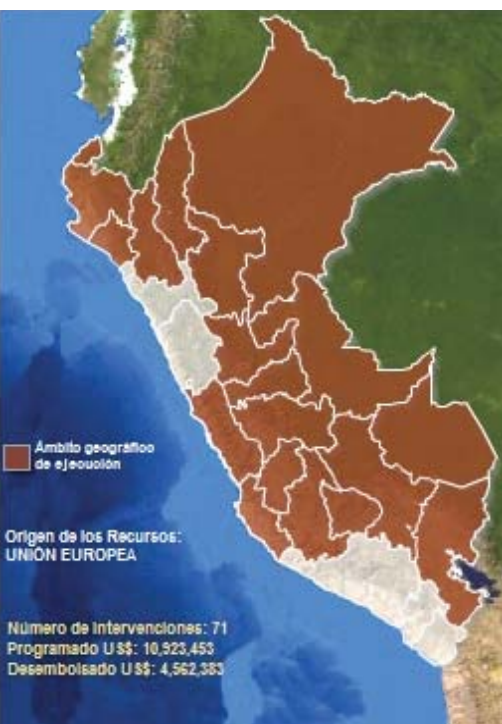 Ámbito geográfico
de ejecución
Origen de los Recursos:
UNIÓN EUROPEA
Número de Intervenciones: 71
Programado US$: 10,923,453
Desembolsado US$: 4,562,383